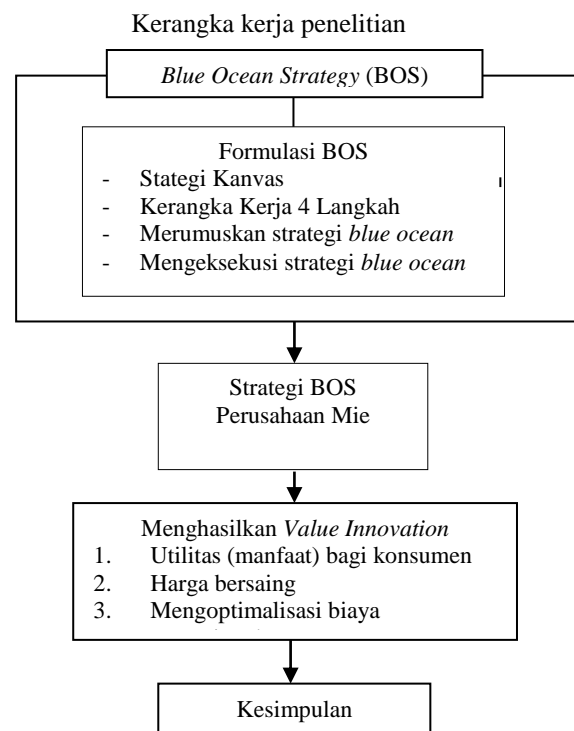 Kerangka kerja penelitian
Blue Ocean Strategy (BOS)
Formulasi BOS
- Stategi Kanvas
- Kerangka Kerja 4 Langkah
- Merumuskan strategi blue ocean
- Mengeksekusi strategi blue ocean
Strategi BOS
Perusahaan Mie
Menghasilkan Value Innovation
1. Utilitas (manfaat) bagi konsumen
2. Harga bersaing
3. Mengoptimalisasi biaya
Kesimpulan